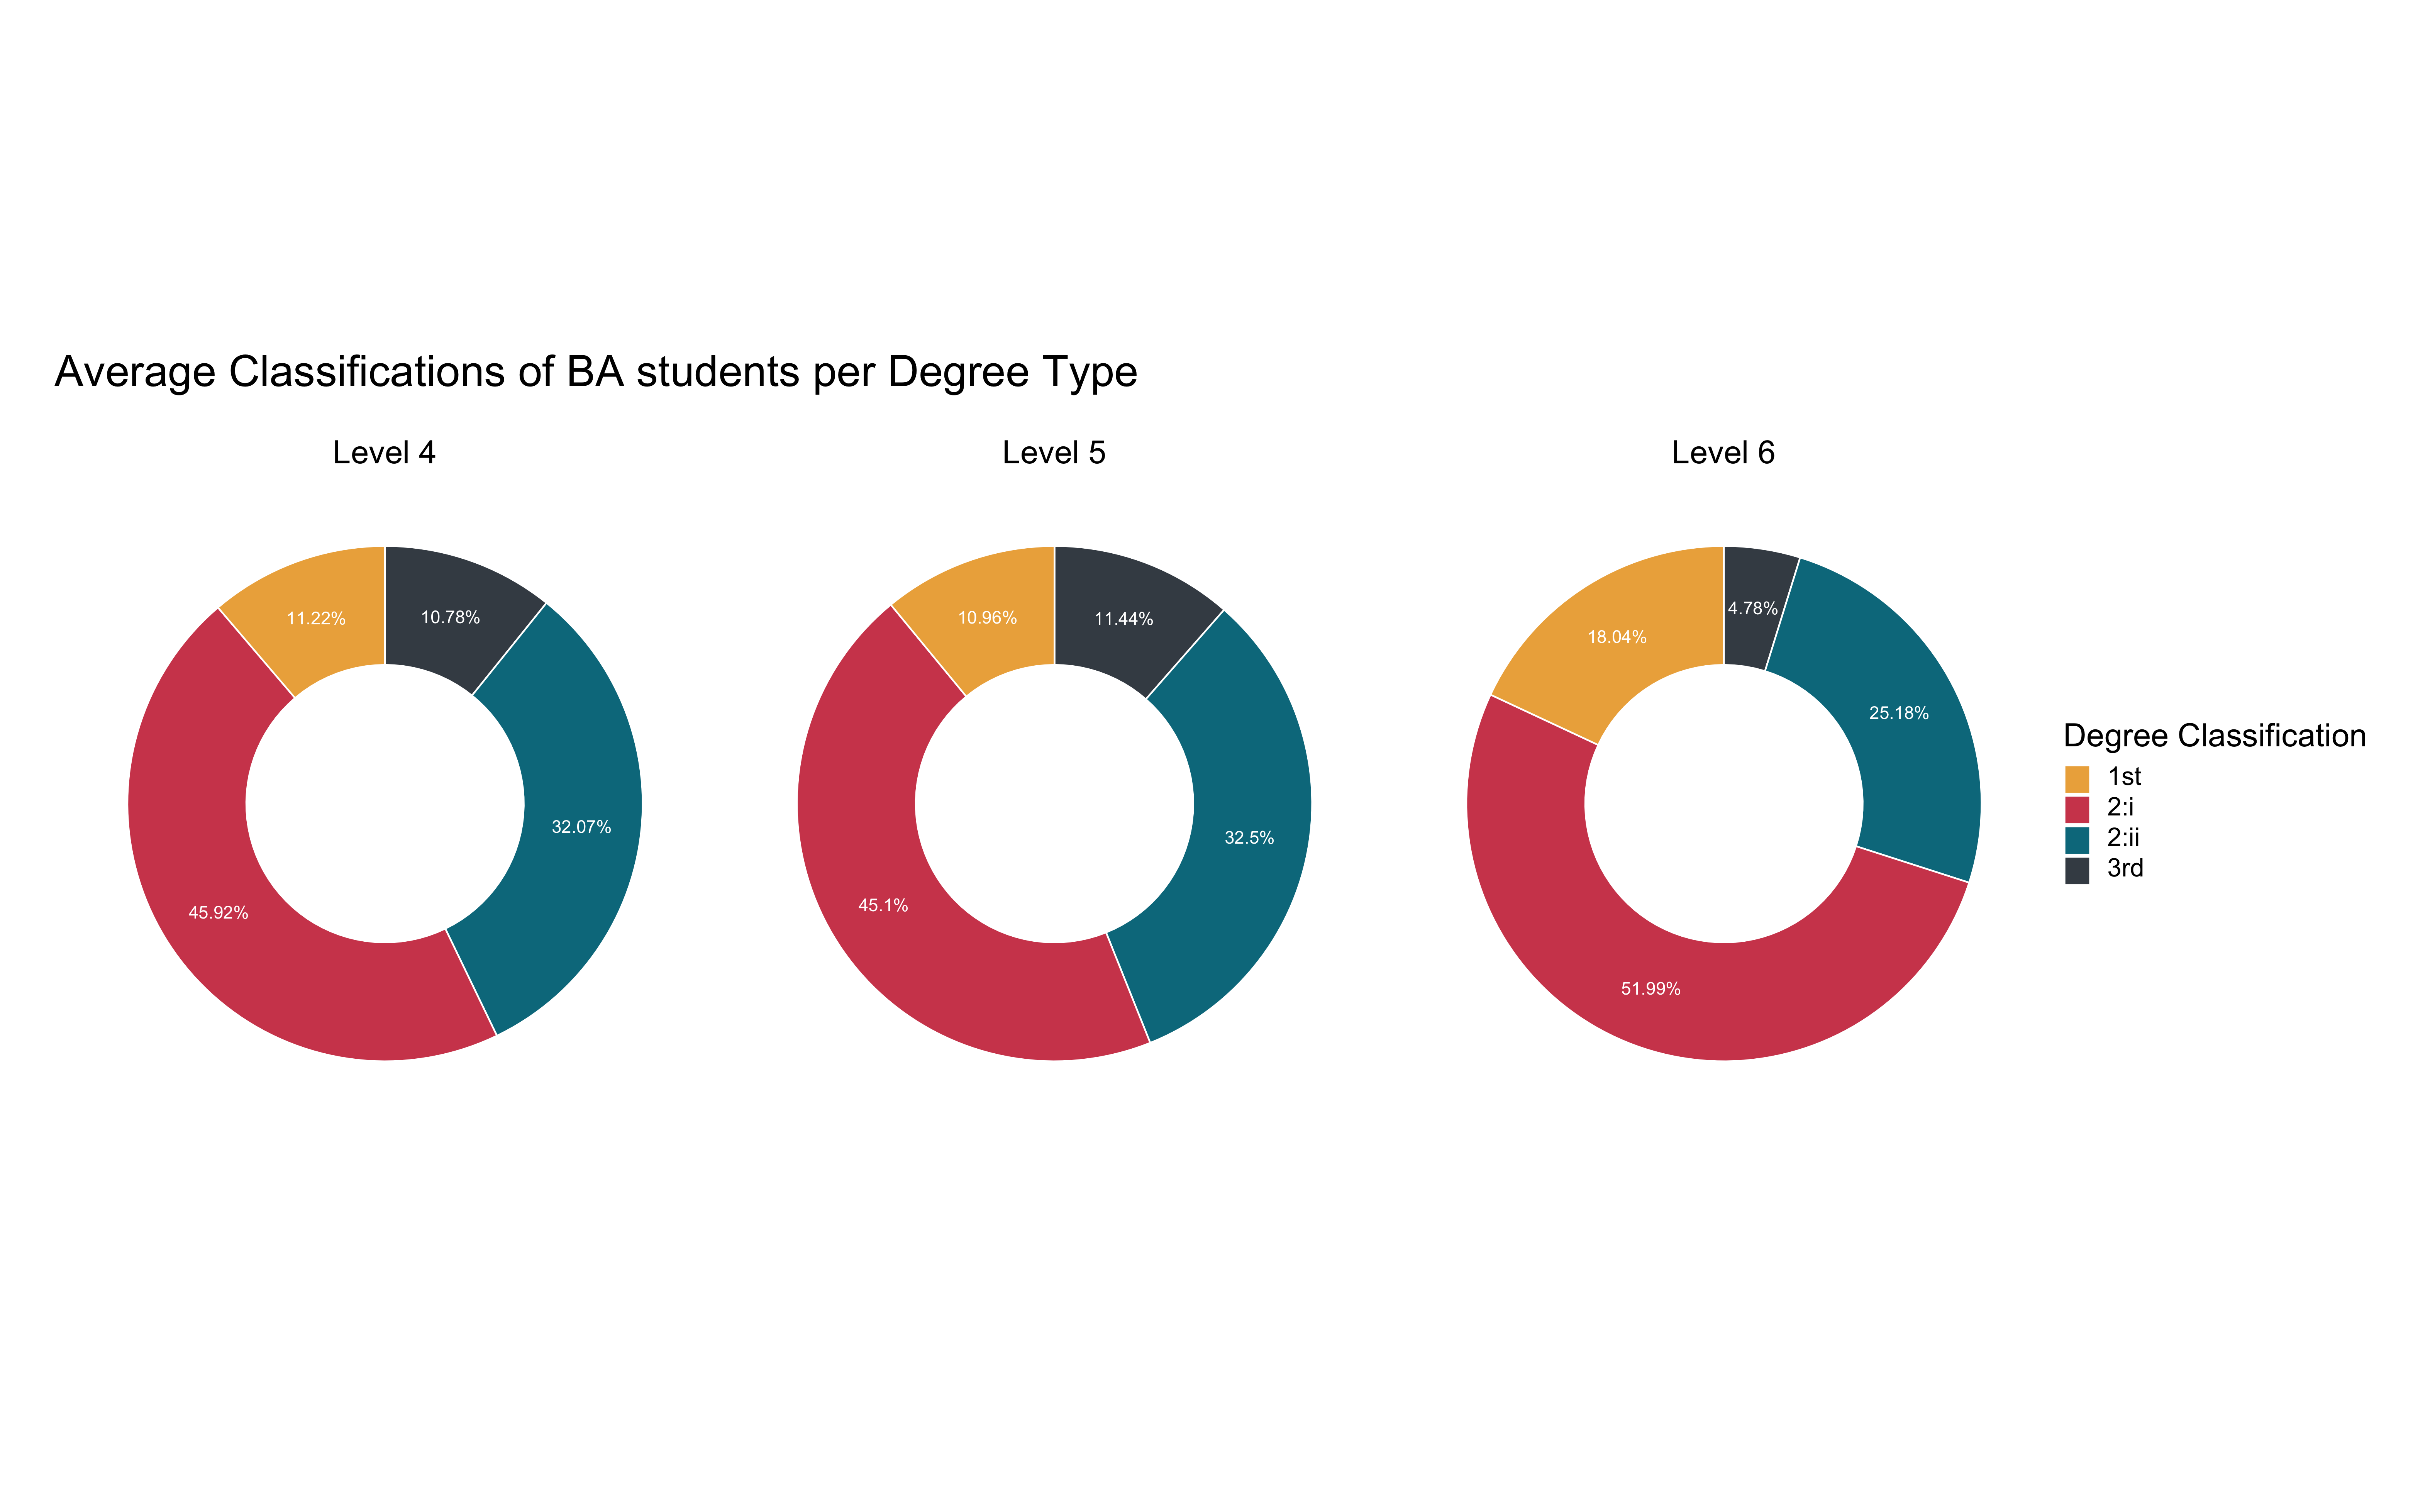 Average Classifications of BA students per Degree Type
Level 4
11.22%
10.78%
32.07%
45.92%
Level 5
10.96%
11.44%
32.5%
45.1%
Level 6
4.78%
18.04%
25.18%
51.99%
Degree Classification
1st
2:i
2:ii
3rd